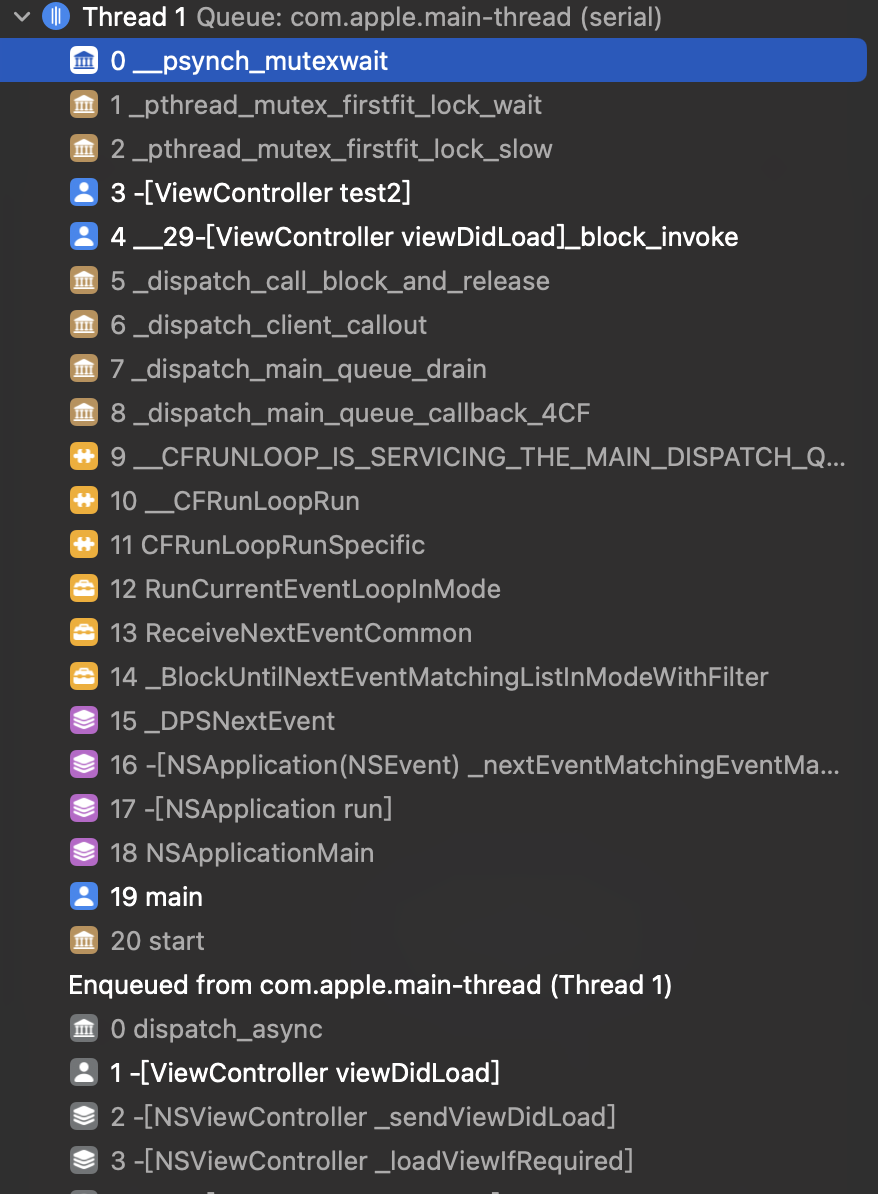 Thread 1 Queue: com.apple.main-thread (serial)
0 __psynch_mutexwait
1 _pthread_mutex_firstfit_lock_wait
2 _pthread_mutex_firstfit_lock_slow
3 -[ViewController test2]
4 __29-[ViewController viewDidLoad]_block_invoke
5 _dispatch_call_block_and_release
6 _dispatch_client_callout
7 _dispatch_main_queue_drain
8 _dispatch_main_queue_callback_4CF
9 __CFRUNLOOP_IS_SERVICING_THE_MAIN_DISPATCH_Q...
10 __CFRunLoopRun
11 CFRunLoopRunSpecific
12 RunCurrentEventLoopInMode
13 ReceiveNextEventCommon
14 _BlockUntilNextEventMatchingListInModeWithFilter
15 _DPSNextEvent
16 -[NSApplication(NSEvent) _nextEventMatchingEventMa...
17 -[NSApplication run]
18 NSApplicationMain
19 main
20 start
Enqueued from com.apple.main-thread (Thread 1)
0 dispatch_async
1 -[ViewController viewDidLoad]
2 -[NSViewController _sendViewDidLoad]
3 -[NSViewController _loadViewIfRequired]